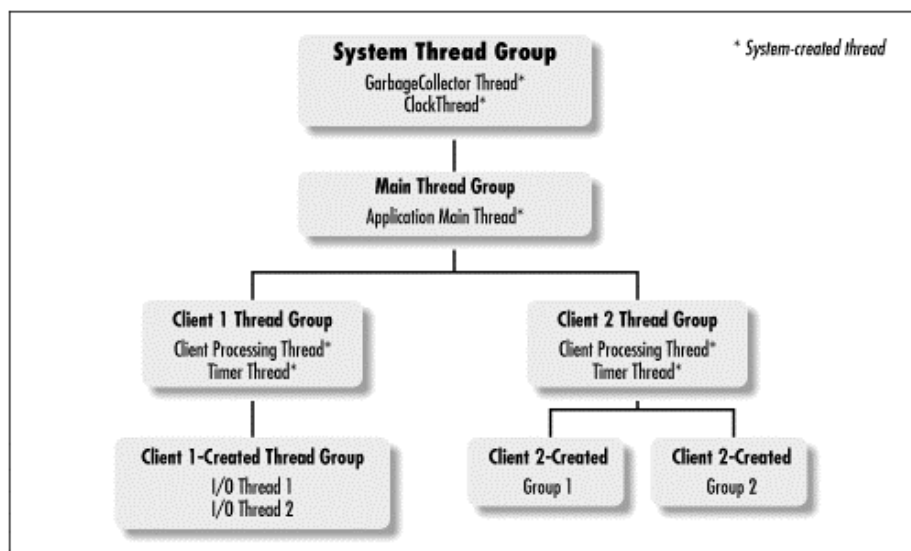 System Thread Group
GarbageCollector Thread*
ClockThread*
* System-created thread
Main Thread Group
Application Main Thread*
Client 1 Thread Group
Client Processing Thread*
Timer Thread*
Client 2 Thread Group
Client Processing Thread*
Timer Thread*
Client 1-Created Thread Group
I/O Thread 1
I/O Thread 2
Client 2-Created
Group 1
Client 2-Created
Group 2